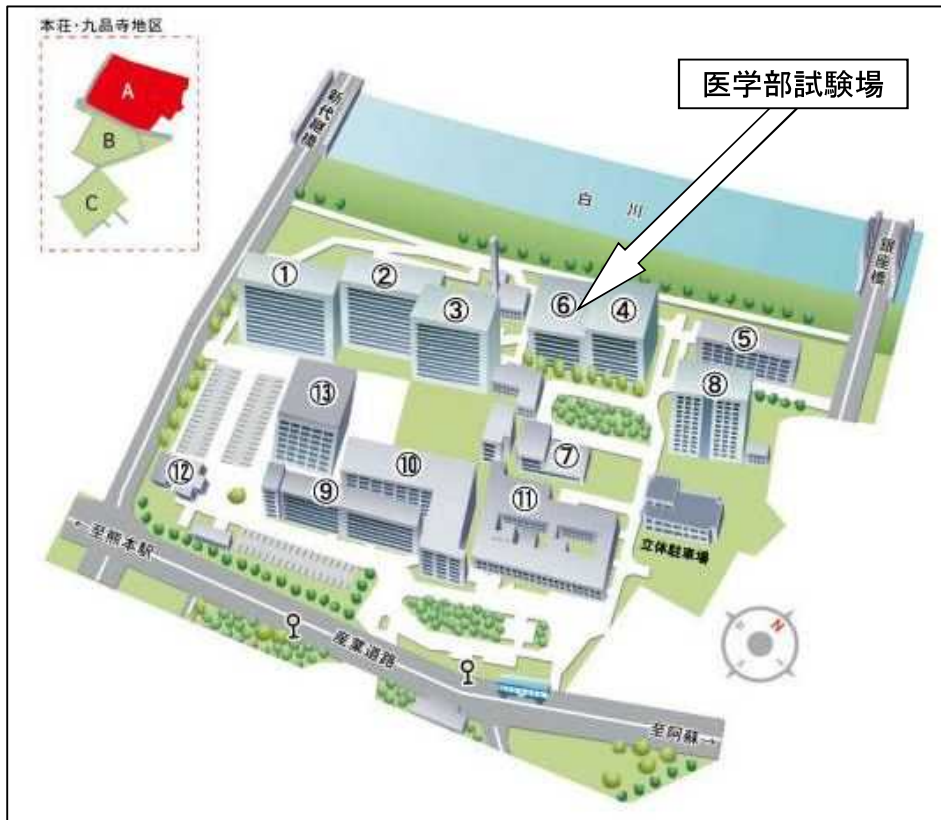 本荘・九品寺地区
A
B
C
医学部試験場
新代継橋
白川
銀座橋
①
②
③
⑥
④
⑤
⑧
⑬
⑩
⑦
⑫
⑨
⑪
立体駐車場
←至熊本駅
N
産業道路
至阿蘇→